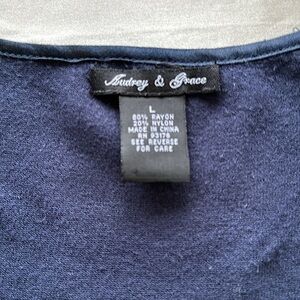 Audrey & Grace
L
80% RAYON
20% NYLON
MADE IN CHINA
RN 93176
SEE REVERSE
FOR CARE